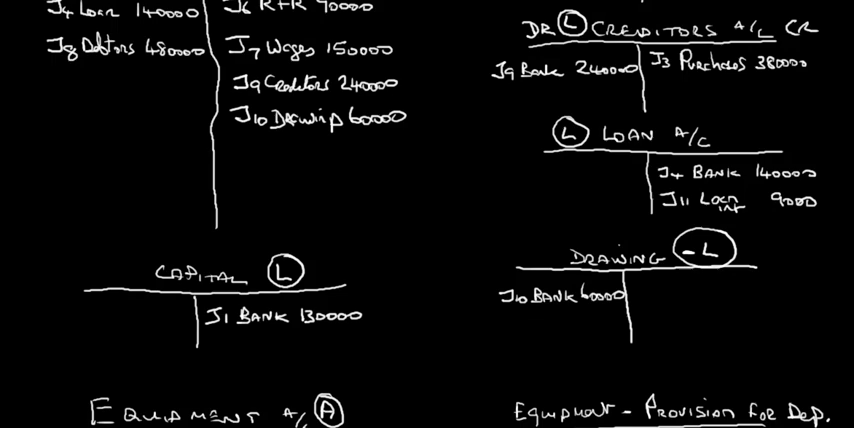 J4 Loan 140000
J6 R+R 90000
J8 Debtors 480000
J7 Wages 150000
J9 Creditors 240000
J10 Drawing 60000
DR L CREDITORS A/C CR
J9 Bank 240000
J3 Purchases 380000
L LOAN A/C
J4 BANK 140000
J11 Loan int 9000
CAPITAL L
J1 BANK 130000
DRAWING -L
J10 BANK 60000
EQUIPMENT A/C A
Equipment - Provision for Dep.